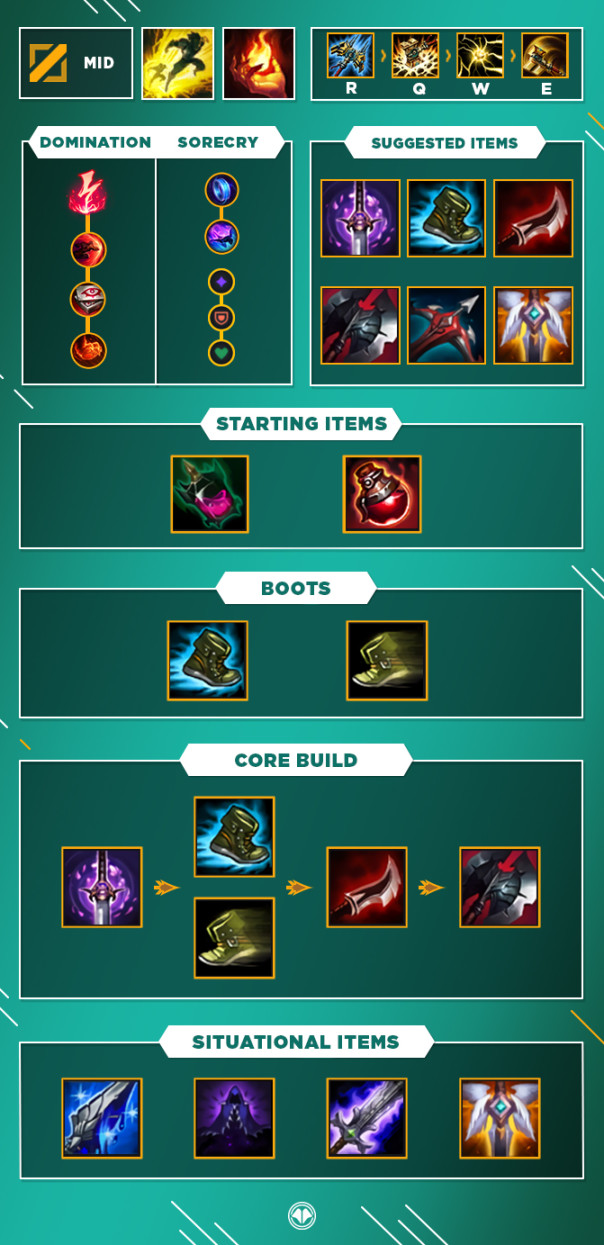 MID
R Q W E
DOMINATION SORECRY
SUGGESTED ITEMS
STARTING ITEMS
BOOTS
CORE BUILD
SITUATIONAL ITEMS